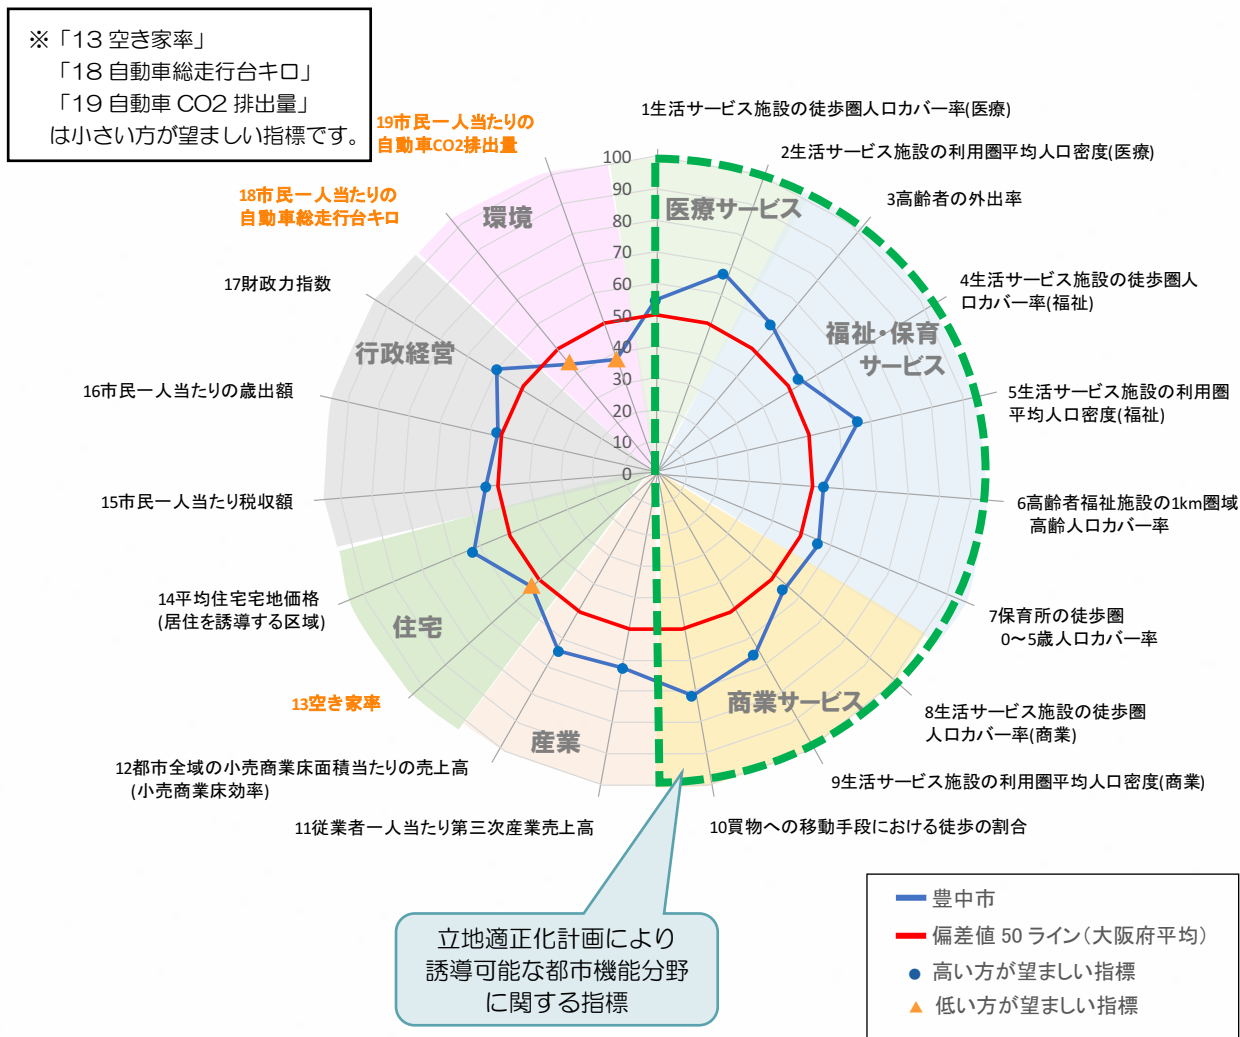 ※「13 空き家率」
「18 自動車総走行台キロ」
「19 自動車 CO2 排出量」
は小さい方が望ましい指標です。
1生活サービス施設の徒歩圏人口カバー率(医療)
2生活サービス施設の利用圏平均人口密度(医療)
3高齢者の外出率
4生活サービス施設の徒歩圏人
口カバー率(福祉)
5生活サービス施設の利用圏
平均人口密度(福祉)
6高齢者福祉施設の1km圏域
高齢人口カバー率
7保育所の徒歩圏
0～5歳人口カバー率
8生活サービス施設の徒歩圏
人口カバー率(商業)
9生活サービス施設の利用圏平均人口密度(商業)
10買物への移動手段における徒歩の割合
11従業者一人当たり第三次産業売上高
12都市全域の小売商業床面積当たりの売上高
(小売商業床効率)
13空き家率
14平均住宅宅地価格
(居住を誘導する区域)
15市民一人当たり税収額
16市民一人当たりの歳出額
17財政力指数
18市民一人当たりの
自動車総走行台キロ
19市民一人当たりの
自動車CO2排出量
100
90
80
70
60
50
40
30
20
10
0
医療サービス
福祉・保育
サービス
商業サービス
産業
住宅
行政経営
環境
立地適正化計画により
誘導可能な都市機能分野
に関する指標
豊中市
偏差値 50 ライン（大阪府平均）
高い方が望ましい指標
低い方が望ましい指標